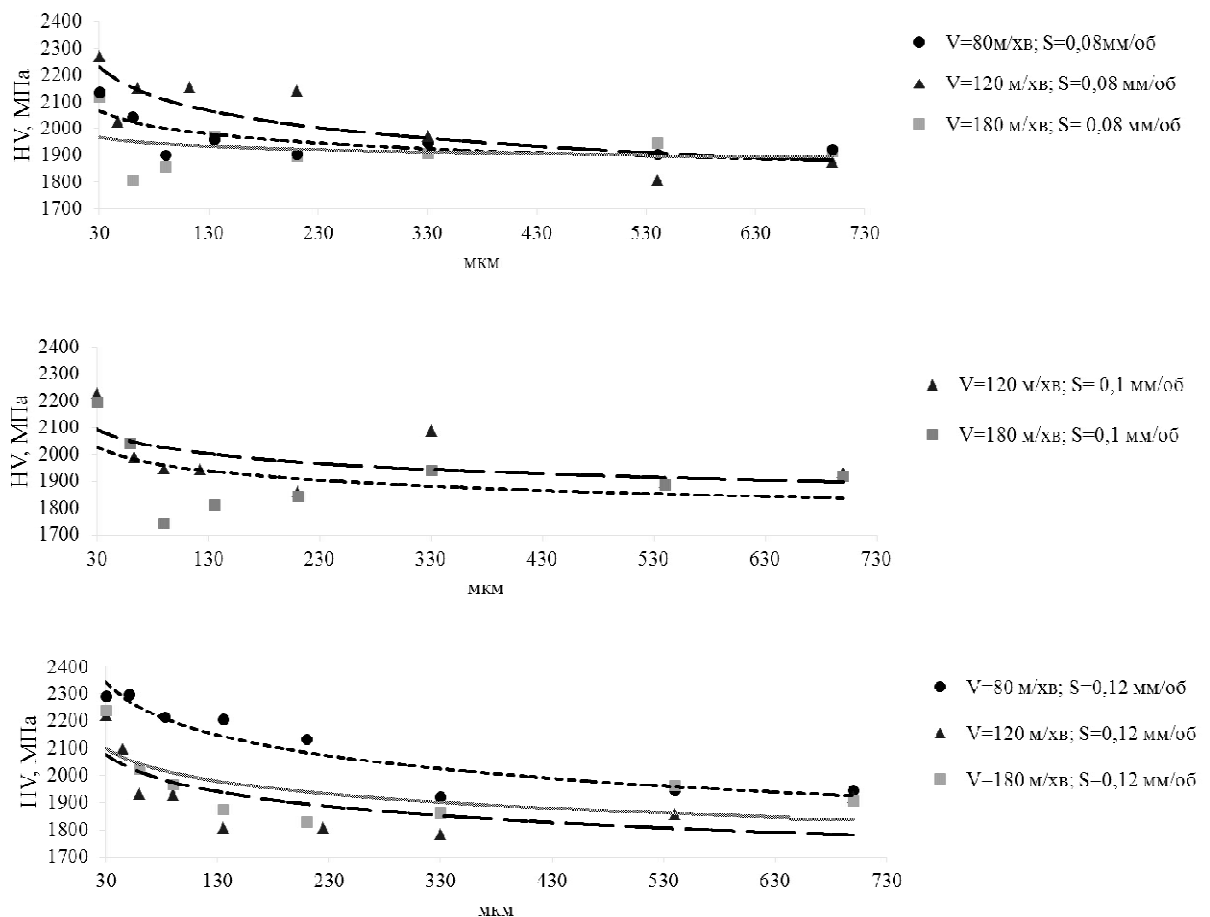 2400
2300
2200
2100
2000
1900
1800
1700
HV, МПа
30 130 230 330 430 530 630 730
мкм
V=80м/хв; S=0,08мм/об
V=120 м/хв; S=0,08 мм/об
V=180 м/хв; S= 0,08 мм/об
2400
2300
2200
2100
2000
1900
1800
1700
HV, МПа
30 130 230 330 430 530 630 730
мкм
V=120 м/хв; S= 0,1 мм/об
V=180 м/хв; S=0,1 мм/об
2400
2300
2200
2100
2000
1900
1800
1700
HV, МПа
30 130 230 330 430 530 630 730
мкм
V=80 м/хв; S=0,12 мм/об
V=120 м/хв; S=0,12 мм/об
V=180 м/хв; S=0,12 мм/об